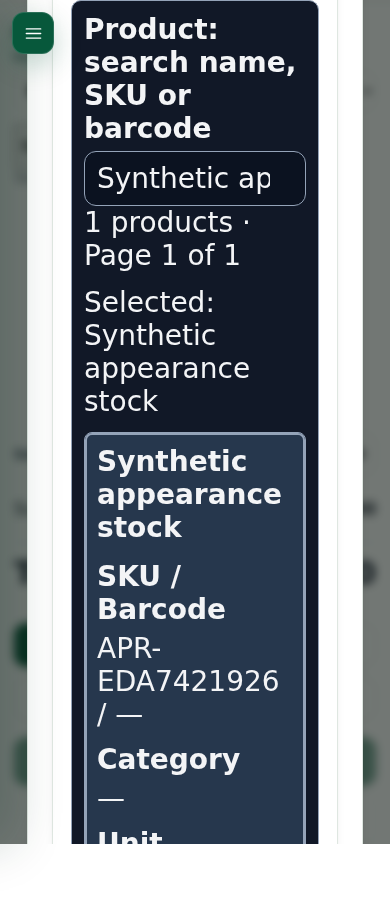 Product:
search name,
SKU or
barcode
Synthetic ap
1 products ·
Page 1 of 1
Selected:
Synthetic
appearance
stock
Synthetic
appearance
stock
SKU /
Barcode
APR-
EDA7421926
/ —
Category
—
Unit